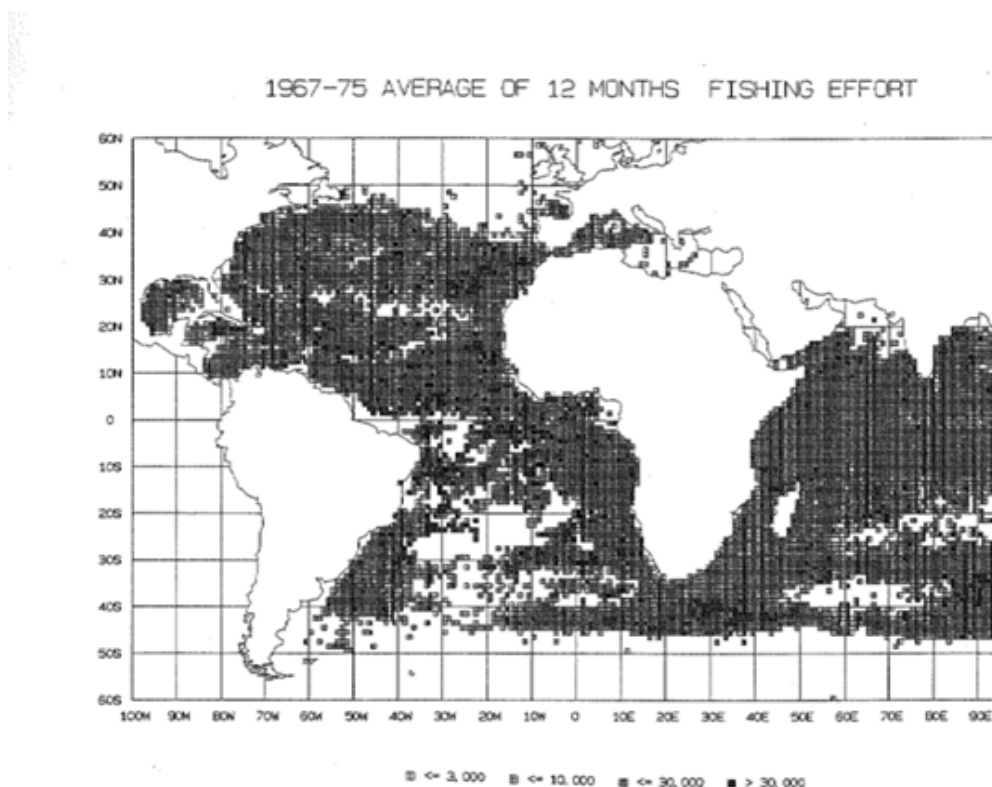 1967-75 AVERAGE OF 12 MONTHS FISHING EFFORT
60N
50N
40N
30N
20N
10N
0
10S
20S
30S
40S
50S
60S
100W 90W 80W 70W 60W 50W 40W 30W 20W 10W 0 10E 20E 30E 40E 50E 60E 70E 80E 90E
<= 3,000 <= 10,000 <= 30,000 > 30,000